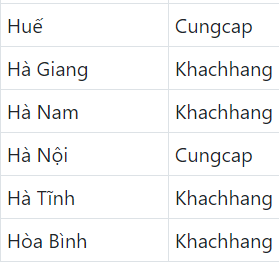 Huế Cungcap
Hà Giang Khachhang
Hà Nam Khachhang
Hà Nội Cungcap
Hà Tĩnh Khachhang
Hòa Bình Khachhang